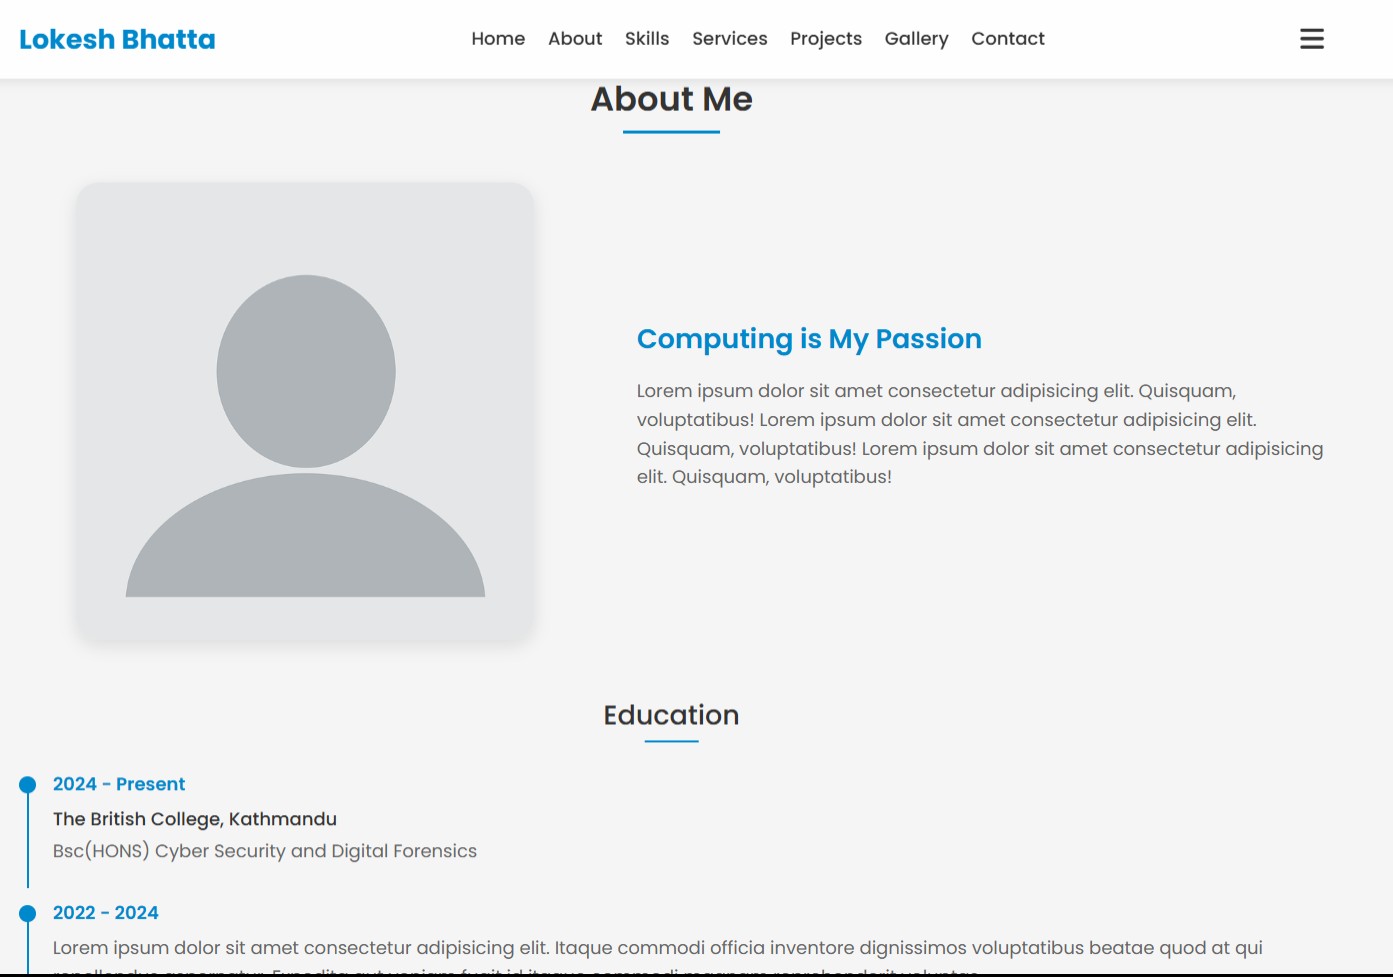 Lokesh Bhatta
Home About Skills Services Projects Gallery Contact
About Me
Computing is My Passion
Lorem ipsum dolor sit amet consectetur adipisicing elit. Quisquam,
voluptatibus! Lorem ipsum dolor sit amet consectetur adipisicing elit.
Quisquam, voluptatibus! Lorem ipsum dolor sit amet consectetur adipisicing
elit. Quisquam, voluptatibus!
Education
2024 - Present
The British College, Kathmandu
Bsc(HONS) Cyber Security and Digital Forensics
2022 - 2024
Lorem ipsum dolor sit amet consectetur adipisicing elit. Itaque commodi officia inventore dignissimos voluptatibus beatae quod at qui